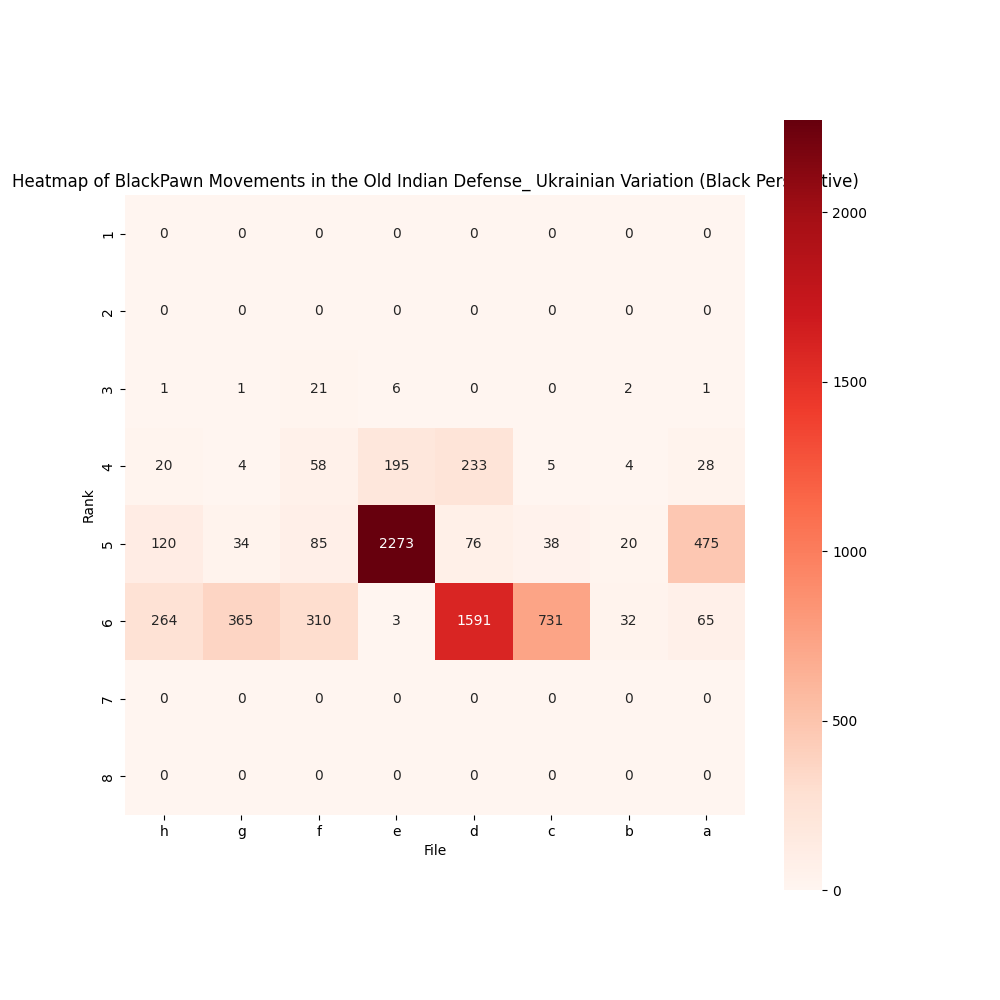 Heatmap of BlackPawn Movements in the Old Indian Defense_ Ukrainian Variation (Black Pers tive)
1 0 0 0 0 0 0 0 0
2 0 0 0 0 0 0 0 0
3 1 1 21 6 0 0 2 1
4 20 4 58 195 233 5 4 28
Rank
5 120 34 85 2273 76 38 20 475
6 264 365 310 3 1591 731 32 65
7 0 0 0 0 0 0 0 0
8 0 0 0 0 0 0 0 0
h g f e d c b a
File
2000
1500
1000
500
0